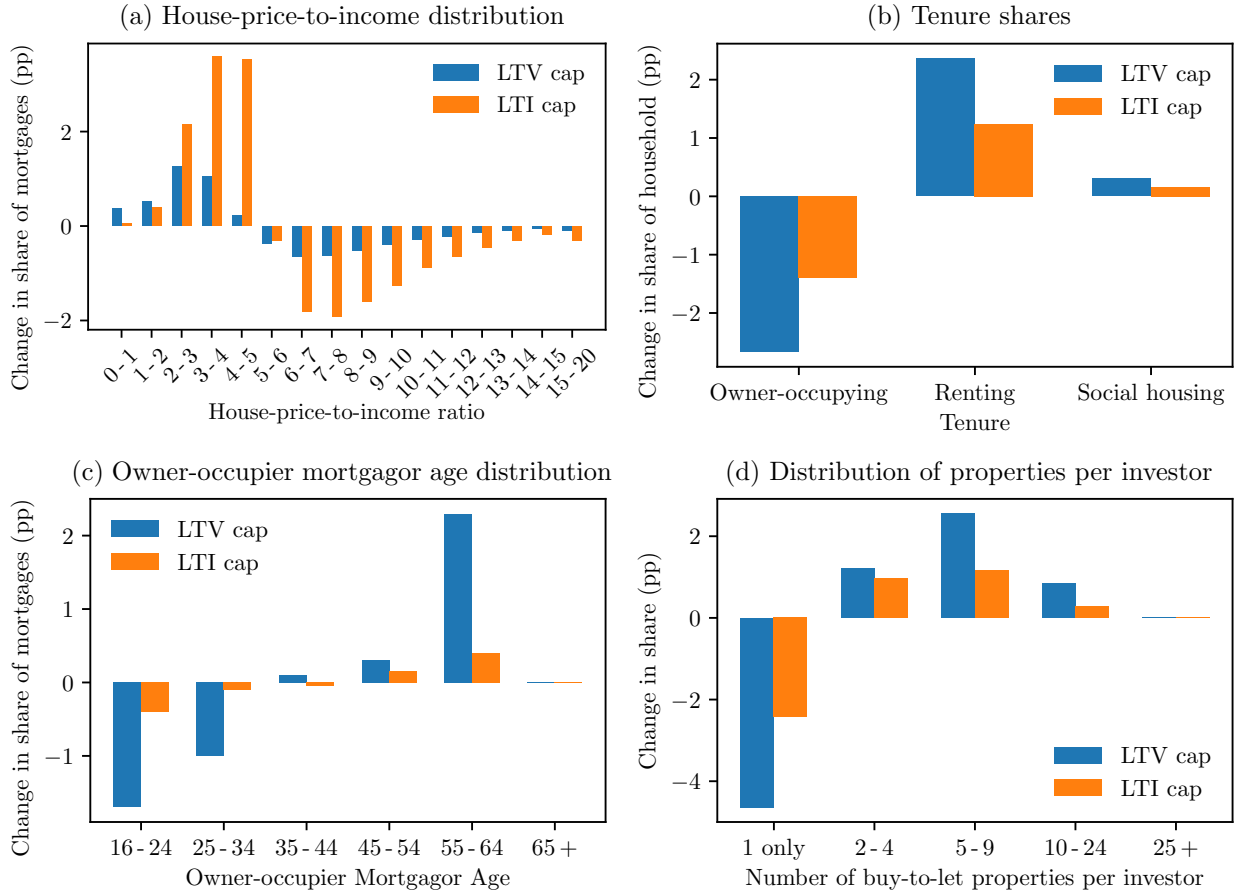 (a) House-price-to-income distribution
Change in share of mortgages (pp)
2
0
−2
LTV cap
LTI cap
0 - 1
1 - 2
2 - 3
3 - 4
4 - 5
5 - 6
6 - 7
7 - 8
8 - 9
9 - 10
10 - 11
11 - 12
12 - 13
13 - 14
14 - 15
15 - 20
House-price-to-income ratio
(b) Tenure shares
Change in share of household (pp)
2
1
0
−1
−2
LTV cap
LTI cap
Owner-occupying
Renting
Social housing
Tenure
(c) Owner-occupier mortgagor age distribution
Change in share of mortgages (pp)
2
1
0
−1
LTV cap
LTI cap
16 - 24
25 - 34
35 - 44
45 - 54
55 - 64
65 +
Owner-occupier Mortgagor Age
(d) Distribution of properties per investor
Change in share (pp)
2
0
−2
−4
LTV cap
LTI cap
1 only
2 - 4
5 - 9
10 - 24
25 +
Number of buy-to-let properties per investor